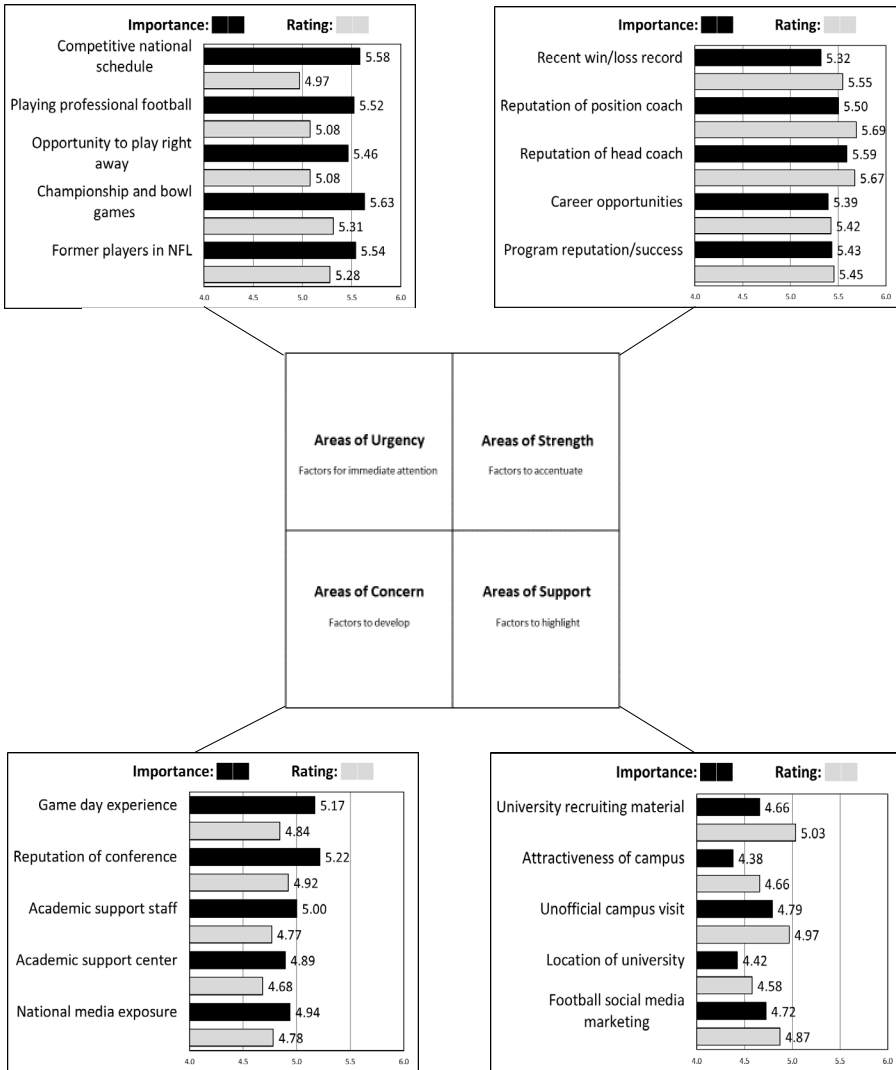 Importance: Rating:
Competitive national
schedule
5.58
4.97
Playing professional football
5.52
5.08
Opportunity to play right
away
5.46
5.08
Championship and bowl
games
5.63
5.31
Former players in NFL
5.54
5.28
4.0 4.5 5.0 5.5 6.0
Importance: Rating:
Recent win/loss record
5.32
5.55
Reputation of position coach
5.50
5.69
Reputation of head coach
5.59
5.67
Career opportunities
5.39
5.42
Program reputation/success
5.43
5.45
4.0 4.5 5.0 5.5 6.0
Areas of Urgency
Factors for immediate attention
Areas of Strength
Factors to accentuate
Areas of Concern
Factors to develop
Areas of Support
Factors to highlight
Importance: Rating:
Game day experience
5.17
4.84
Reputation of conference
5.22
4.92
Academic support staff
5.00
4.77
Academic support center
4.89
4.68
National media exposure
4.94
4.78
4.0 4.5 5.0 5.5 6.0
Importance: Rating:
University recruiting material
4.66
5.03
Attractiveness of campus
4.38
4.66
Unofficial campus visit
4.79
4.97
Location of university
4.42
4.58
Football social media
marketing
4.72
4.87
4.0 4.5 5.0 5.5 6.0